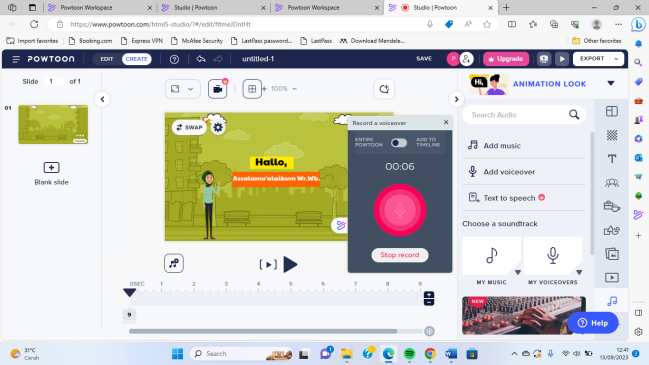 Powtoon Workspace
Studio | Powtoon
Powtoon Workspace
Studio | Powtoon
https://www.powtoon.com/html5-studio/?#/edit/fItmeiDntHt
Import favorites
Booking.com
Express VPN
McAfee Security
LastPass password...
LastPass
Download Mendele...
Other favorites
POWTOON
EDIT
CREATE
untitled-1
SAVE
P
Upgrade
EXPORT
Slide 1 of 1
100%
Hi,
ANIMATION LOOK
01
Blank slide
SWAP
Hallo,
Assalamu'alaikum Wr.Wb.
Record a voiceover
ENTIRE POWTOON
ADD TO TIMELINE
00:06
Stop record
Search Audio
Add music
Add voiceover
Text to speech
Choose a soundtrack
MY MUSIC
MY VOICEOVERS
NEW
Help
0SEC 1 2 3 4 5 6 7 8 9
9
31°C
Cerah
Search
12:41
13/09/2023